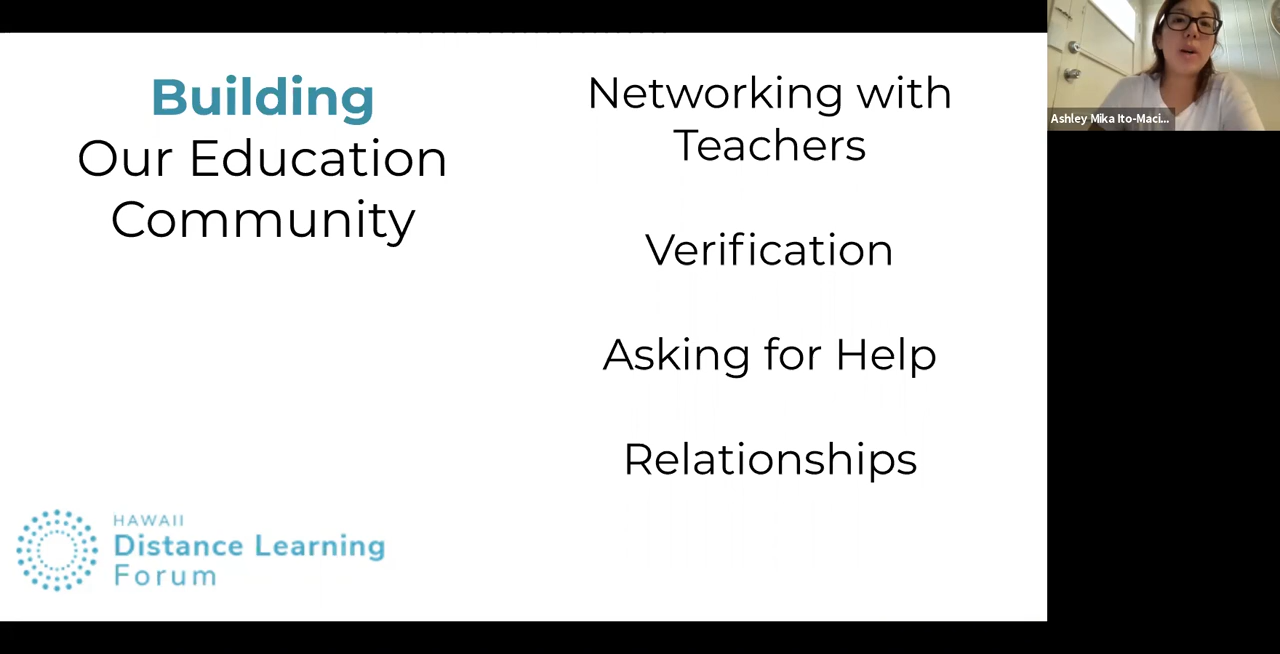 Building
Our Education
Community
Networking with
Teachers
Verification
Asking for Help
Relationships
HAWAII
Distance Learning
Forum
Ashley Mika Ito-Maci...